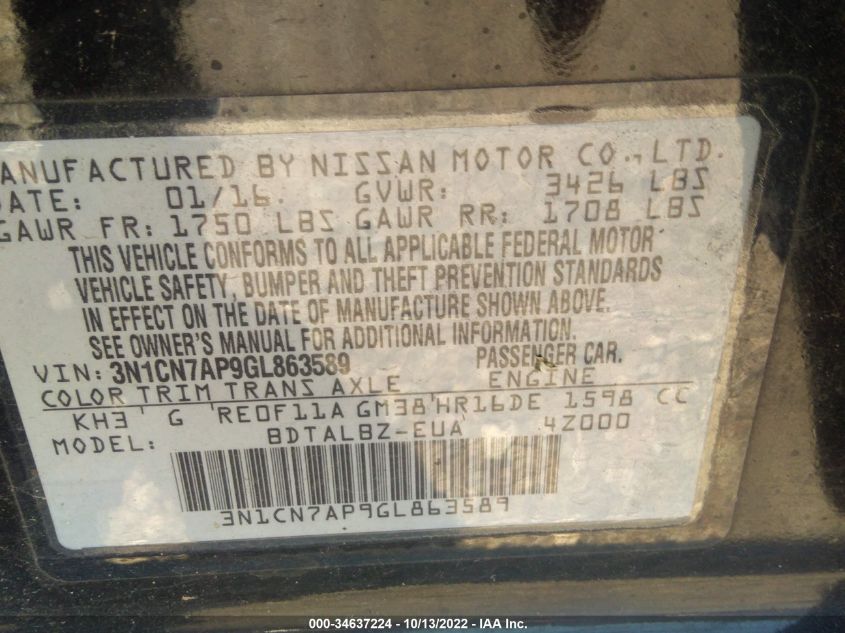 ANUFACTURED BY NISSAN MOTOR CO., LTD.
DATE: 01/16. GVWR: 3426 LBS
GAWR FR: 1750 LBS GAWR RR: 1708 LBS
THIS VEHICLE CONFORMS TO ALL APPLICABLE FEDERAL MOTOR
VEHICLE SAFETY, BUMPER AND THEFT PREVENTION STANDARDS
IN EFFECT ON THE DATE OF MANUFACTURE SHOWN ABOVE.
SEE OWNER'S MANUAL FOR ADDITIONAL INFORMATION.
VIN: 3N1CN7AP9GL863589 PASSENGER CAR.
COLOR TRIM TRANS AXLE ENGINE
KH3 G RE0F11A GM38 HR16DE 1598 CC
MODEL: BDTALBZ-EUA 4Z000
3N1CN7AP9GL863589
000-34637224 - 10/13/2022 - IAA Inc.